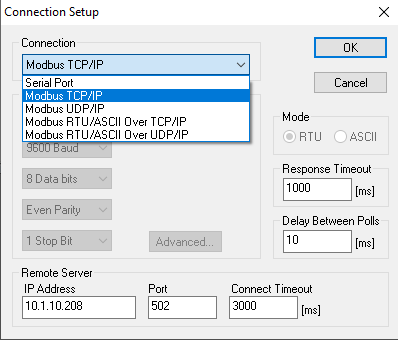 Connection Setup
Connection
Modbus TCP/IP
OK
Serial Port
Modbus TCP/IP
Modbus UDP/IP
Modbus RTU/ASCII Over TCP/IP
Modbus RTU/ASCII Over UDP/IP
Cancel
Mode
RTU
ASCII
9600 Baud
8 Data bits
Even Parity
1 Stop Bit
Advanced...
Response Timeout
1000 [ms]
Delay Between Polls
10 [ms]
Remote Server
IP Address Port Connect Timeout
10.1.10.208 502 3000 [ms]